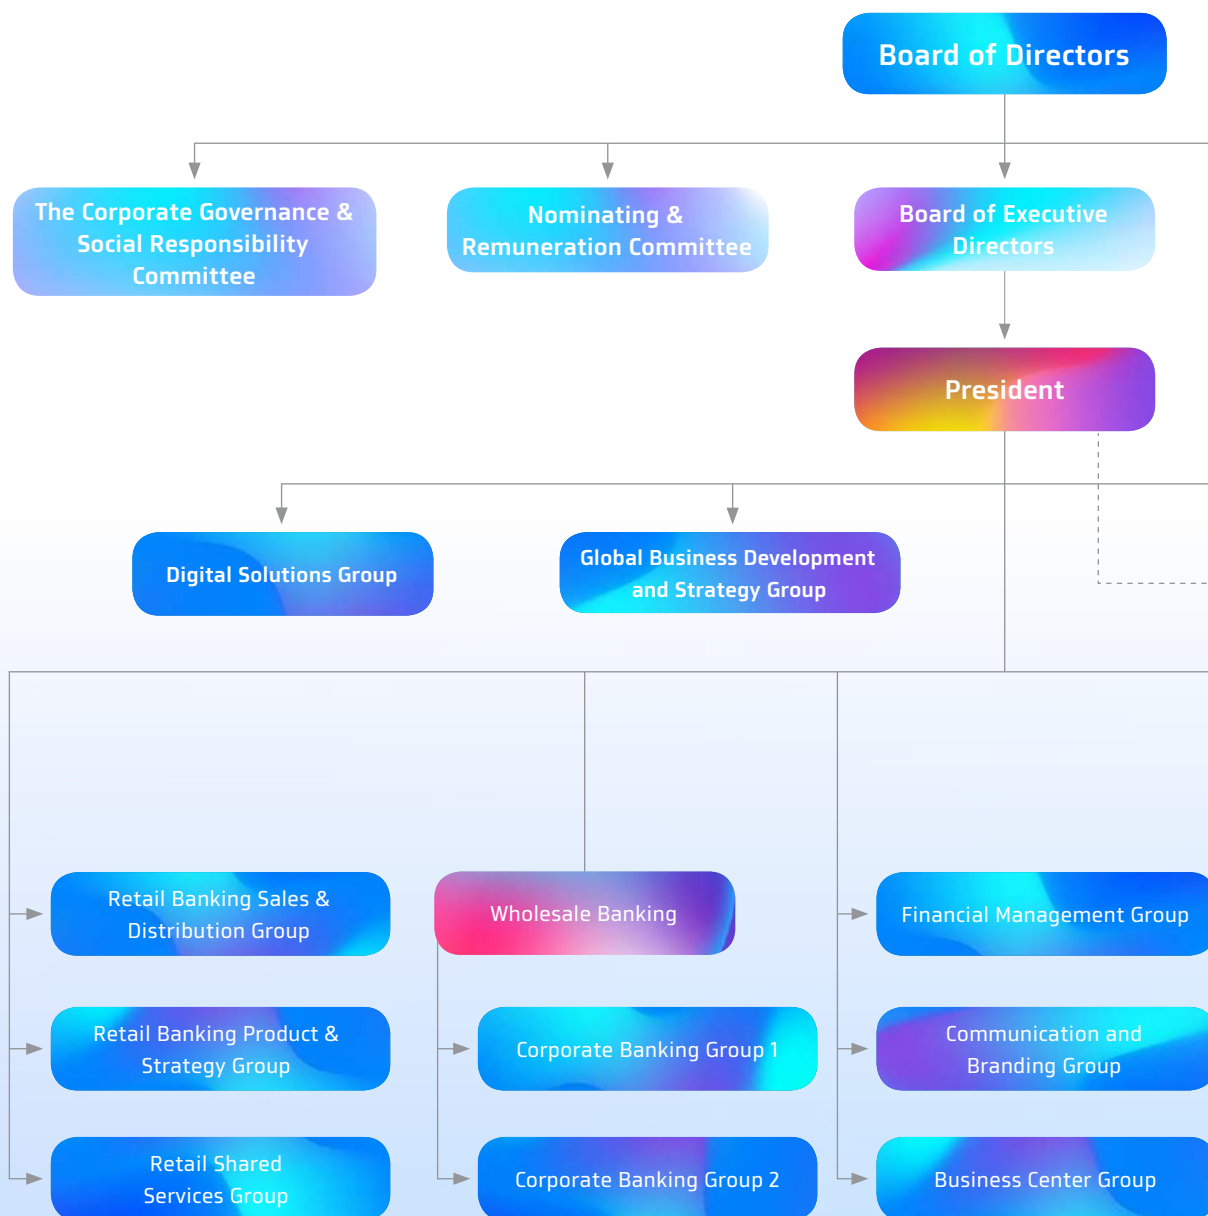 Board of Directors
The Corporate Governance &
Social Responsibility
Committee
Nominating &
Remuneration Committee
Board of Executive
Directors
President
Digital Solutions Group
Global Business Development
and Strategy Group
Retail Banking Sales &
Distribution Group
Wholesale Banking
Financial Management Group
Retail Banking Product &
Strategy Group
Corporate Banking Group 1
Communication and
Branding Group
Retail Shared
Services Group
Corporate Banking Group 2
Business Center Group